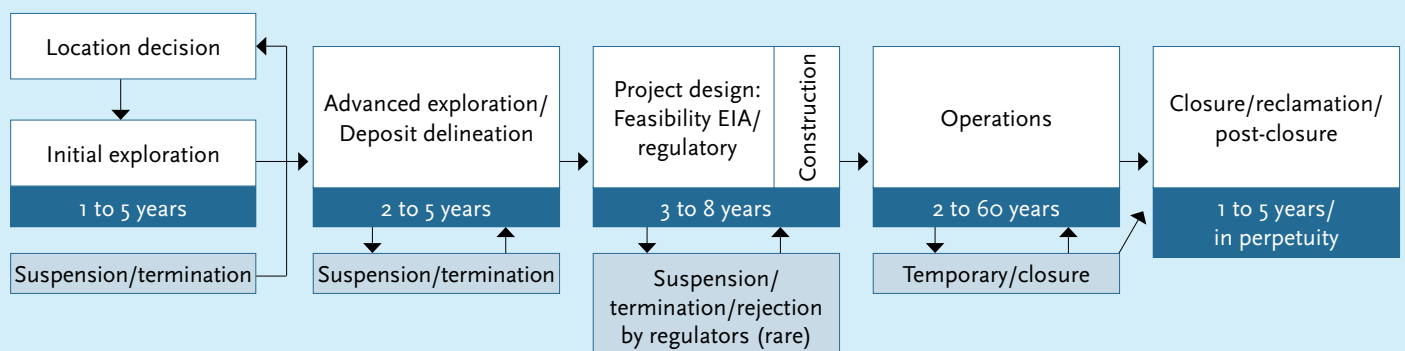 Location decision
Initial exploration
1 to 5 years
Suspension/termination
Advanced exploration/
Deposit delineation
2 to 5 years
Suspension/termination
Project design:
Feasibility EIA/
regulatory
Construction
3 to 8 years
Suspension/
termination/rejection
by regulators (rare)
Operations
2 to 60 years
Temporary/closure
Closure/reclamation/
post-closure
1 to 5 years/
in perpetuity